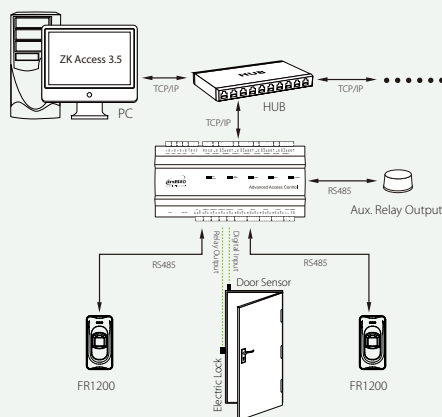 ZK Access 3.5
PC
TCP/IP
HUB
HUB
TCP/IP
TCP/IP
Advanced Access Control
RS485
Aux. Relay Output
RS485
Relay Output
Digital Input
RS485
Door Sensor
Electric Lock
FR1200
FR1200